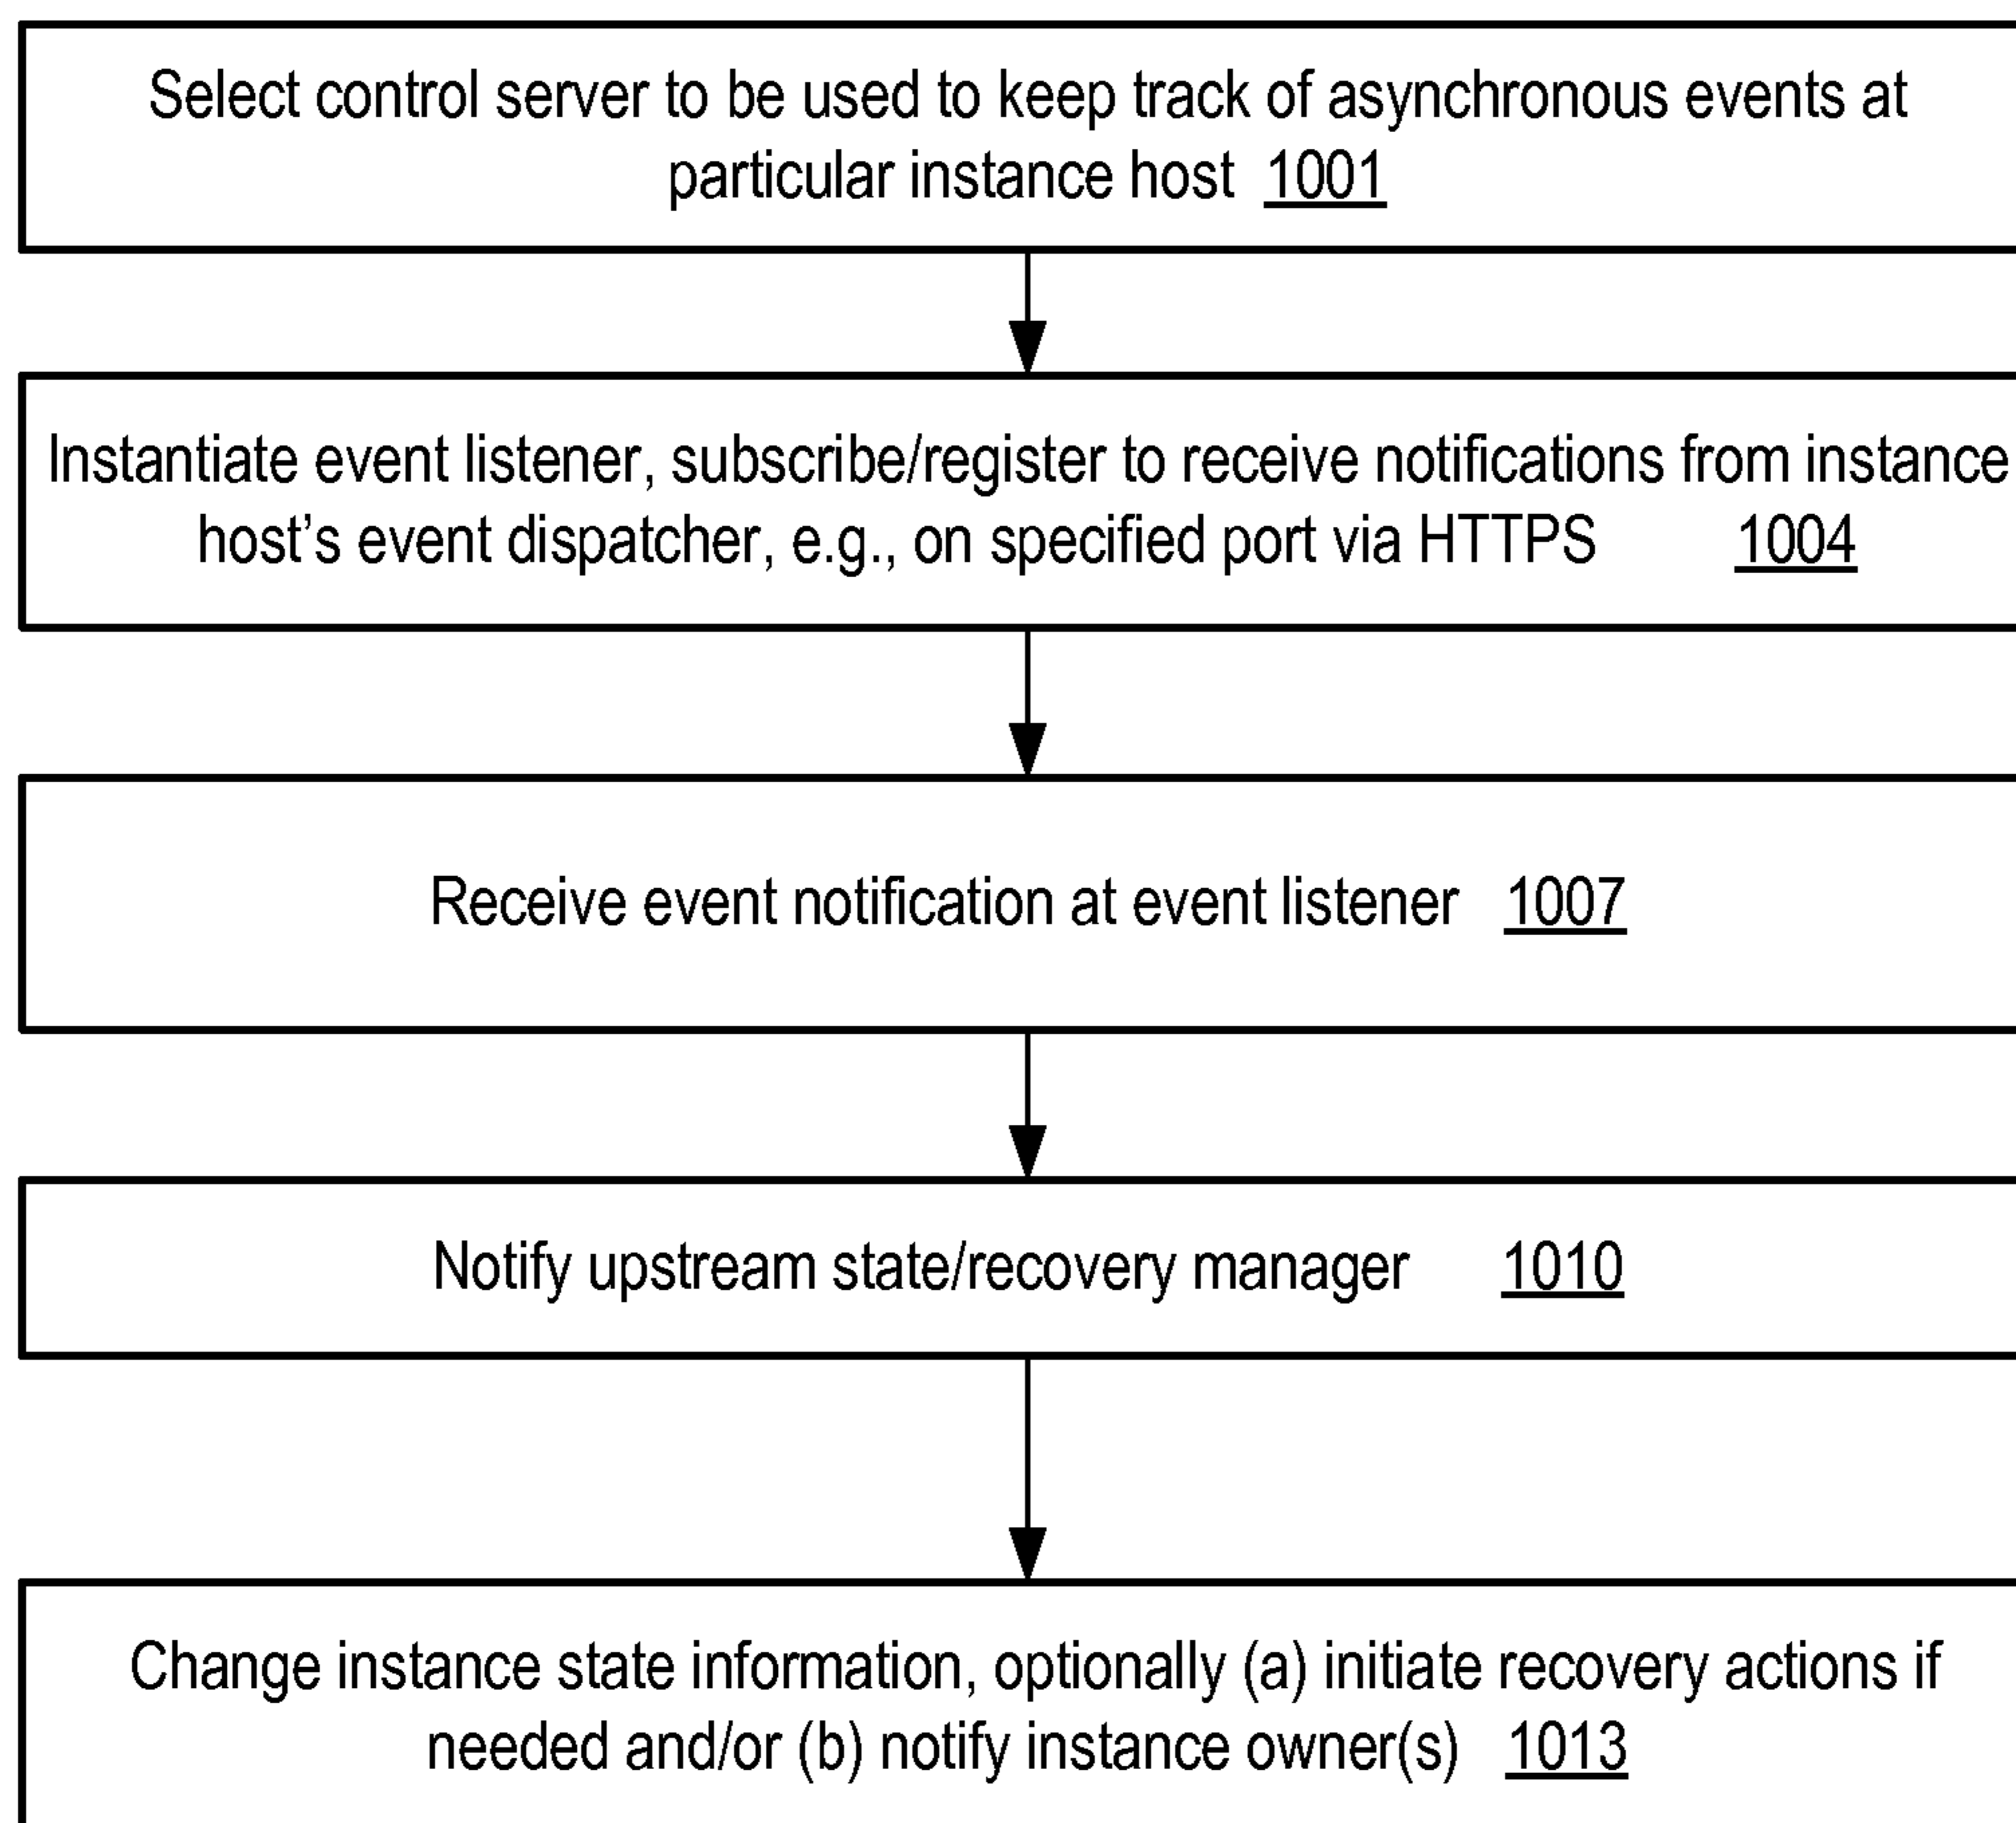 Select control server to be used to keep track of asynchronous events at
particular instance host 1001
Instantiate event listener, subscribe/register to receive notifications from instance
host’s event dispatcher, e.g., on specified port via HTTPS 1004
Receive event notification at event listener 1007
Notify upstream state/recovery manager 1010
Change instance state information, optionally (a) initiate recovery actions if
needed and/or (b) notify instance owner(s) 1013